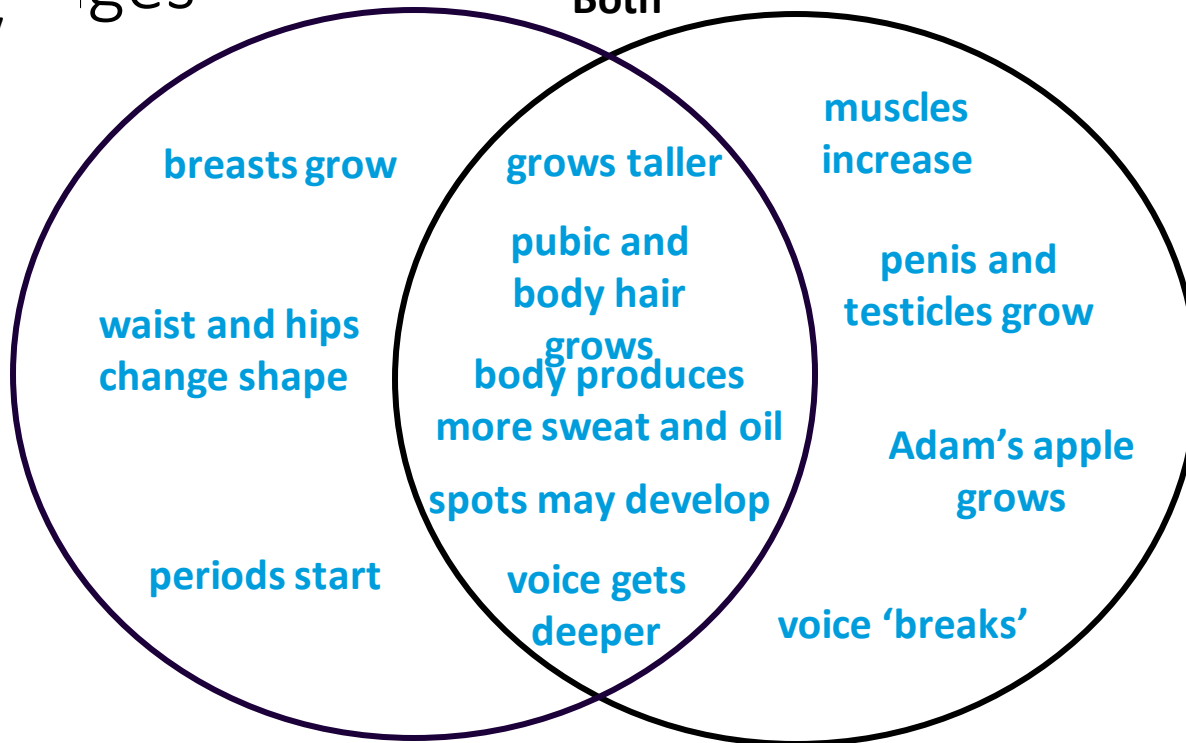 Both
breasts grow
waist and hips
change shape
periods start
grows taller
pubic and
body hair
grows
body produces
more sweat and oil
spots may develop
voice gets
deeper
muscles
increase
penis and
testicles grow
Adam’s apple
grows
voice ‘breaks’